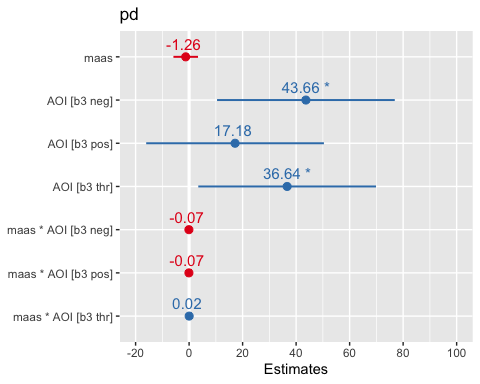 pd
maas
-1.26
AOI [b3 neg]
43.66 *
AOI [b3 pos]
17.18
AOI [b3 thr]
36.64 *
maas * AOI [b3 neg]
-0.07
maas * AOI [b3 pos]
-0.07
maas * AOI [b3 thr]
0.02
-20 0 20 40 60 80 100
Estimates